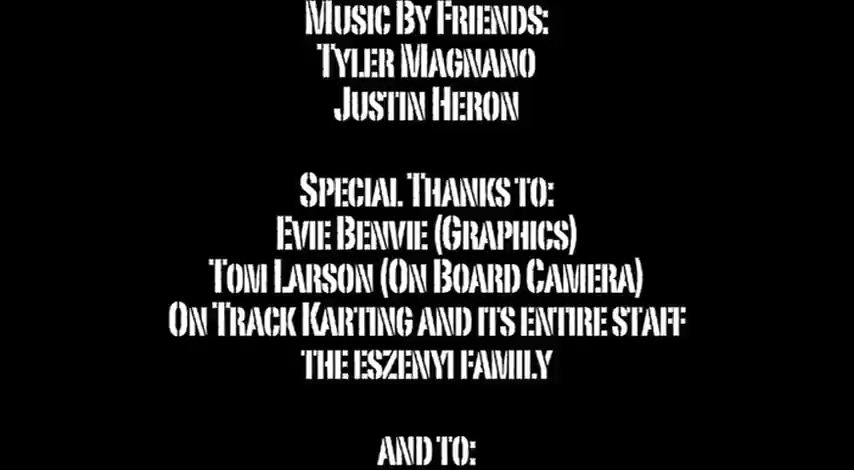 Music By Friends:
Tyler Magnano
Justin Heron
Special Thanks to:
Evie Benvie (Graphics)
Tom Larson (On Board Camera)
On Track Karting and its entire staff
the eszenyi family
and to: